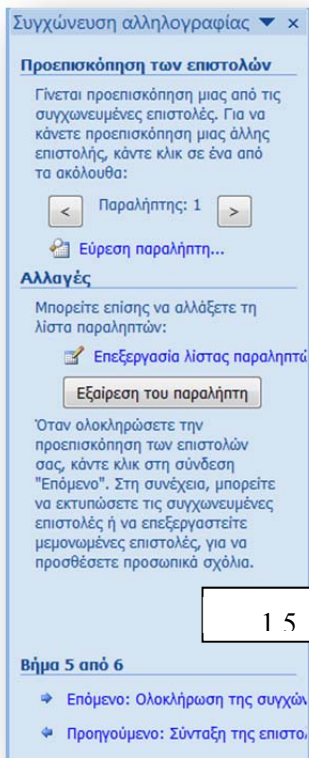 Συγχώνευση αλληλογραφίας
Προεπισκόπηση των επιστολών
Γίνεται προεπισκόπηση μιας από τις
συγχωνευμένες επιστολές. Για να
κάνετε προεπισκόπηση μιας άλλης
επιστολής, κάντε κλικ σε ένα από
τα ακόλουθα:
< Παραλήπτης: 1 >
Εύρεση παραλήπτη...
Αλλαγές
Μπορείτε επίσης να αλλάξετε τη
λίστα παραληπτών:
Επεξεργασία λίστας παραληπτώ
Εξαίρεση του παραλήπτη
Όταν ολοκληρώσετε την
προεπισκόπηση των επιστολών
σας, κάντε κλικ στη σύνδεση
"Επόμενο". Στη συνέχεια, μπορείτε
να εκτυπώσετε τις συγχωνευμένες
επιστολές ή να επεξεργαστείτε
μεμονωμένες επιστολές, για να
προσθέσετε προσωπικά σχόλια.
1 5
Βήμα 5 από 6
Επόμενο: Ολοκλήρωση της συγχών
Προηγούμενο: Σύνταξη της επιστο